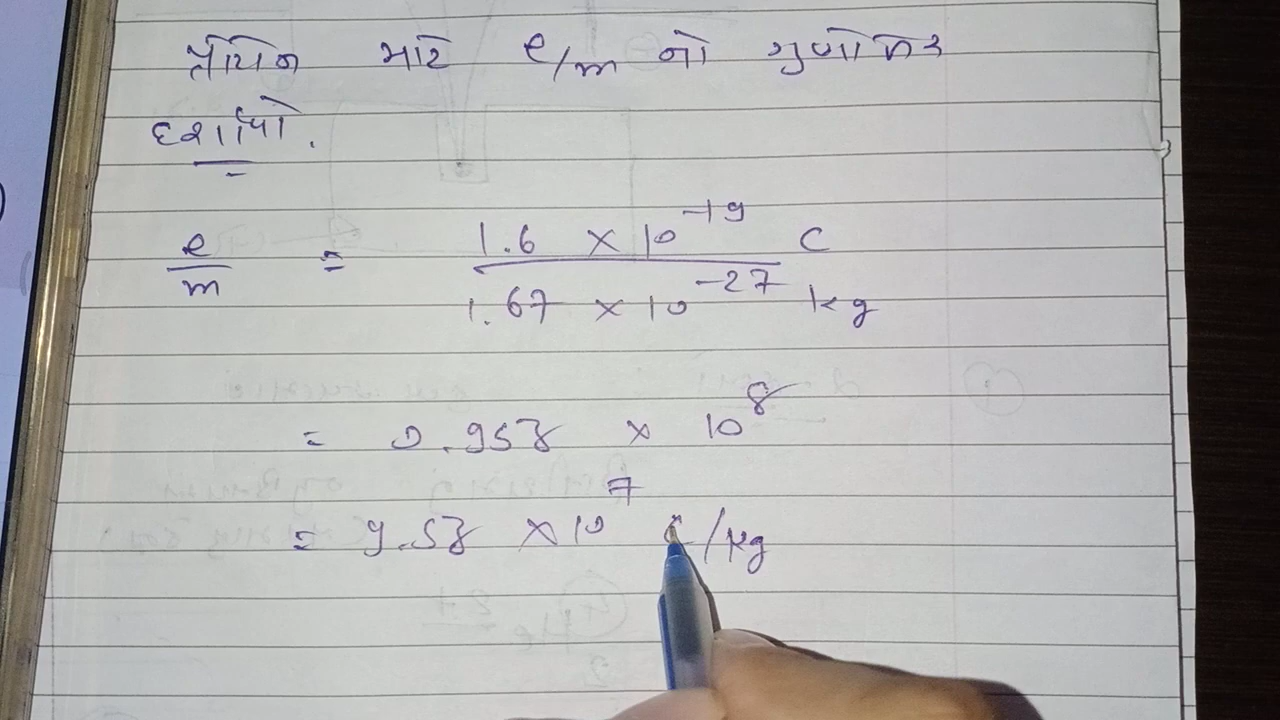 પ્રોટોન માટે e/m નો ગુણોત્તર
દર્શાવો.
e/m = 1.6 × 10⁻¹⁹ C / 1.67 × 10⁻²⁷ kg
= 0.958 × 10⁸
= 9.58 × 10⁷ C/kg